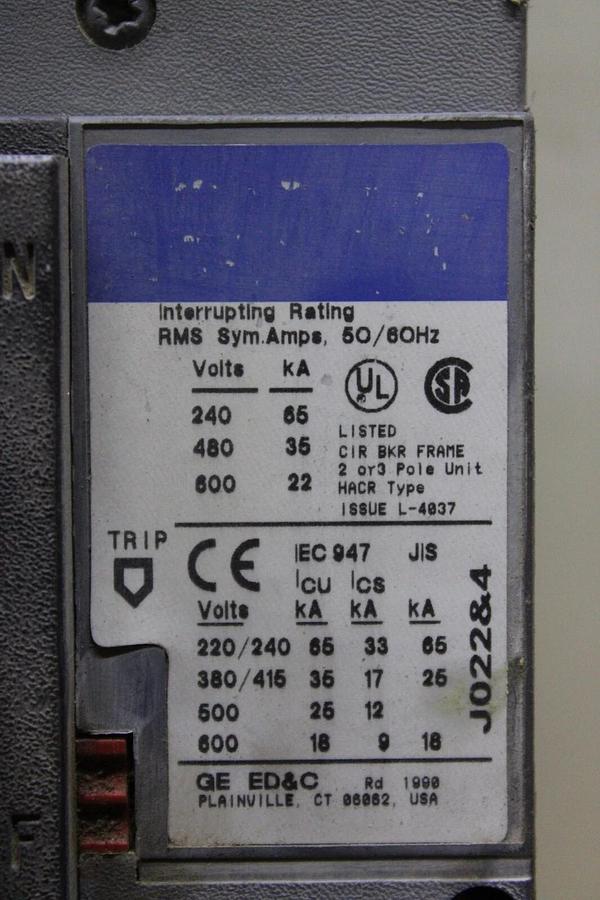 N
Interrupting Rating
RMS Sym.Amps, 50/60Hz
Volts kA
240 65
480 35
600 22
UL
SA
LISTED
CIR BKR FRAME
2 or3 Pole Unit
HACR Type
ISSUE L-4037
TRIP
CE
IEC 947 JIS
ICU ICS
Volts kA kA kA
220/240 65 33 65
380/415 35 17 25
500 25 12
600 18 9 18
J022&4
GE ED&C Rd 1990
PLAINVILLE, CT 06062, USA
F